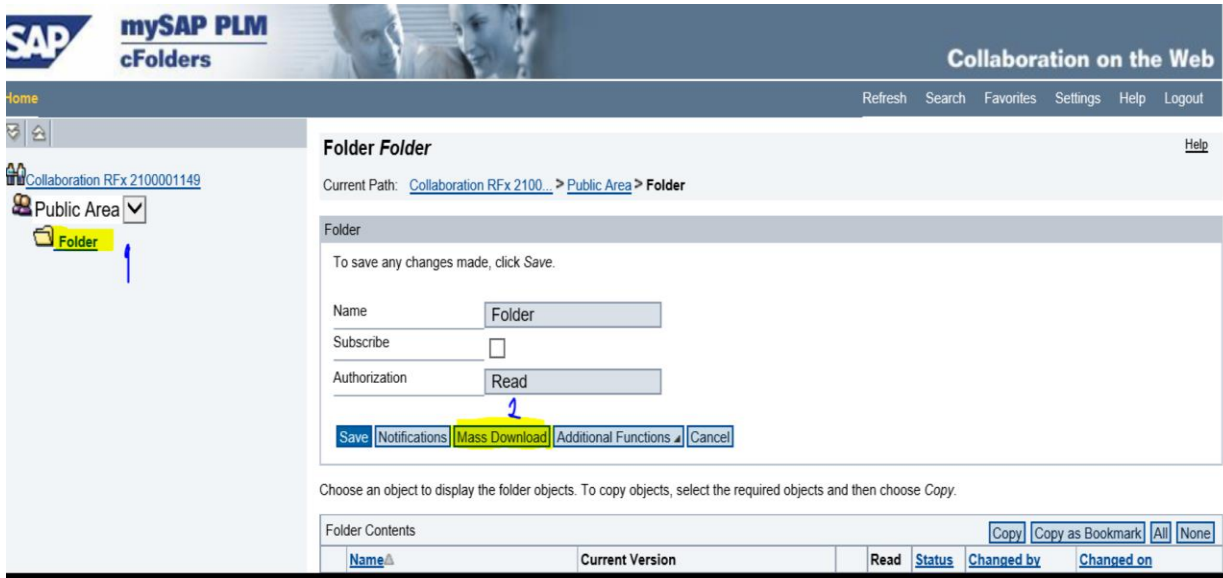 SAP
mySAP PLM
cFolders
Collaboration on the Web
Home
Refresh Search Favorites Settings Help Logout
Collaboration RFx 2100001149
Public Area
Folder
1
Folder Folder
Help
Current Path: Collaboration RFx 2100... > Public Area > Folder
Folder
To save any changes made, click Save.
Name Folder
Subscribe
Authorization Read
2
Save Notifications Mass Download Additional Functions Cancel
Choose an object to display the folder objects. To copy objects, select the required objects and then choose Copy.
Folder Contents Copy Copy as Bookmark All None
Name Current Version Read Status Changed by Changed on